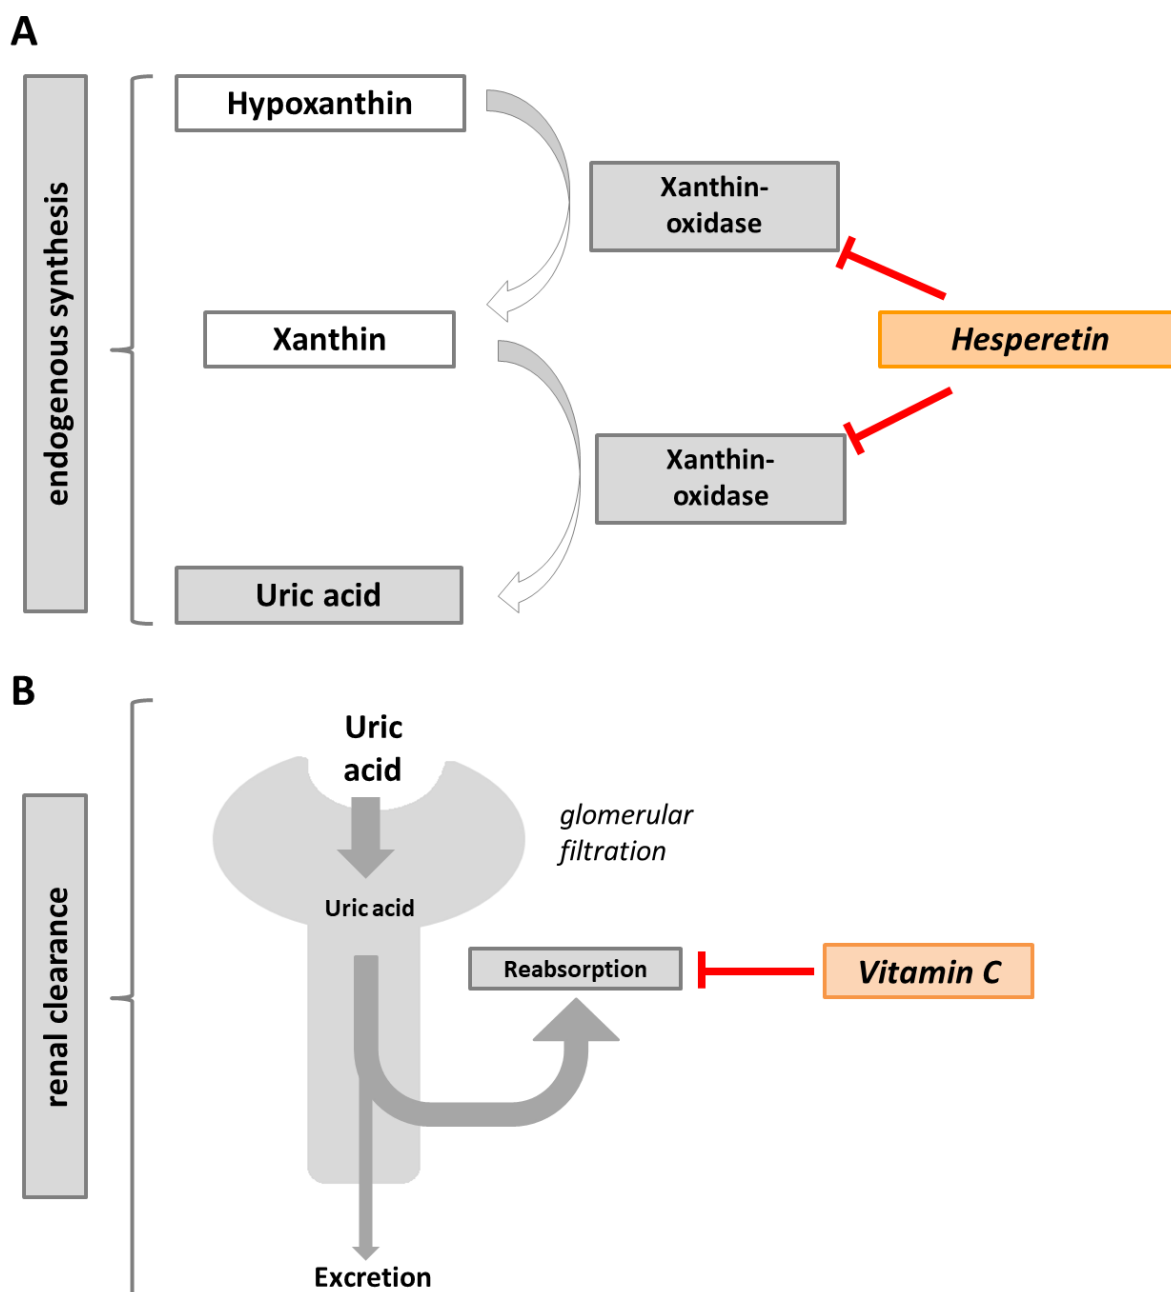 A
endogenous synthesis
Hypoxanthin
Xanthin-
oxidase
Xanthin
Hesperetin
Xanthin-
oxidase
Uric acid
B
renal clearance
Uric
acid
glomerular
filtration
Uric acid
Reabsorption
Vitamin C
Excretion